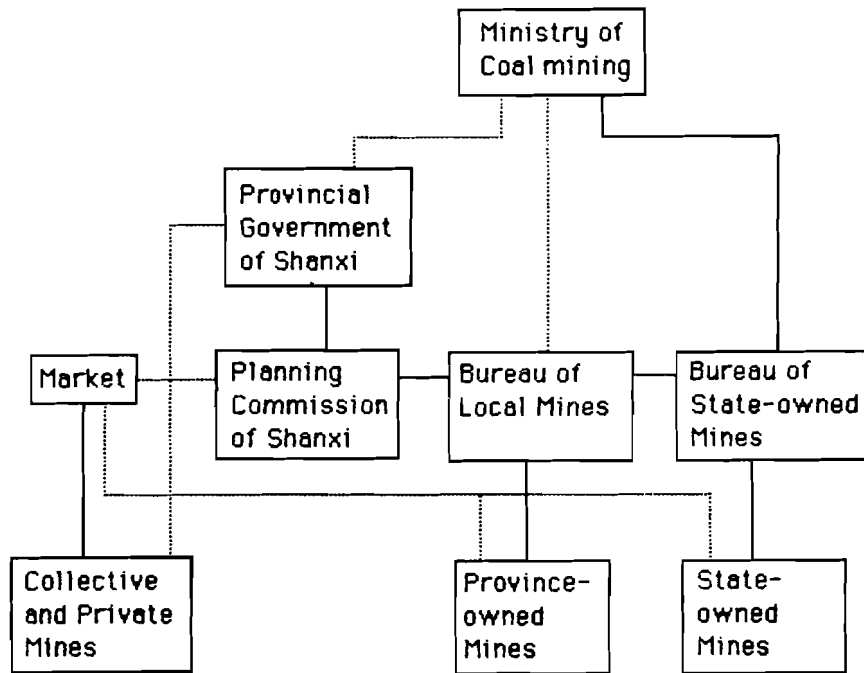 Ministry of
Coal mining
Provincial
Government
of Shanxi
Market
Planning
Commission
of Shanxi
Bureau of
Local Mines
Bureau of
State-owned
Mines
Collective
and Private
Mines
Province-
owned
Mines
State-
owned
Mines